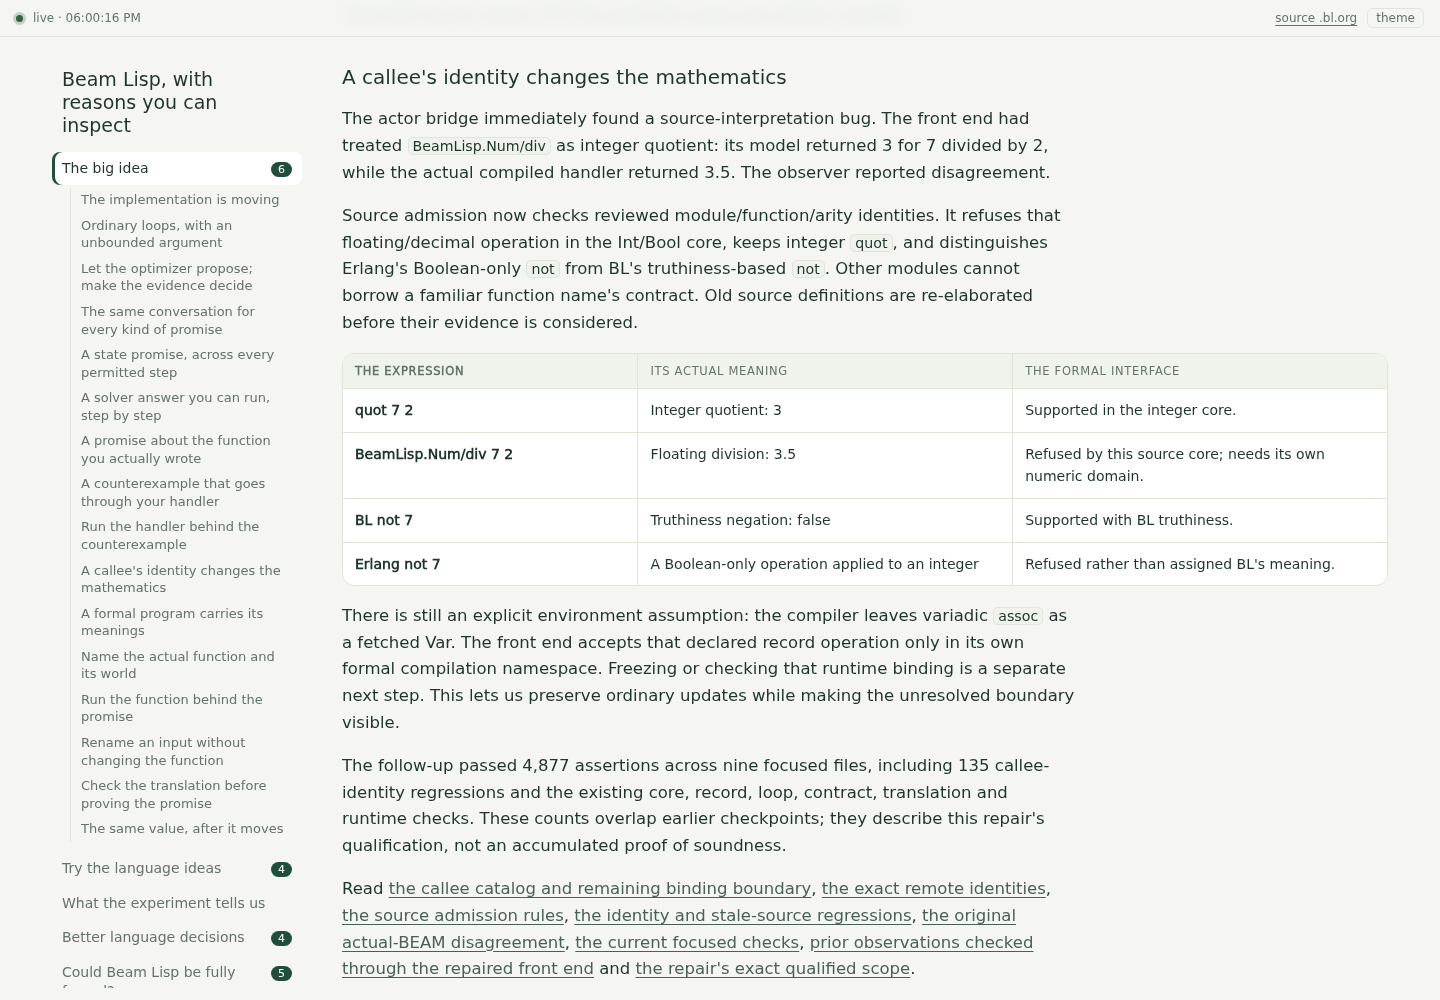 live · 06:00:16 PM
source .bl.org
theme
Beam Lisp, with
reasons you can
inspect
The big idea 6
The implementation is moving
Ordinary loops, with an
unbounded argument
Let the optimizer propose;
make the evidence decide
The same conversation for
every kind of promise
A state promise, across every
permitted step
A solver answer you can run,
step by step
A promise about the function
you actually wrote
A counterexample that goes
through your handler
Run the handler behind the
counterexample
A callee's identity changes the
mathematics
A formal program carries its
meanings
Name the actual function and
its world
Run the function behind the
promise
Rename an input without
changing the function
Check the translation before
proving the promise
The same value, after it moves
Try the language ideas 4
What the experiment tells us
Better language decisions 4
Could Beam Lisp be fully 5
A callee's identity changes the mathematics
The actor bridge immediately found a source-interpretation bug. The front end had
treated BeamLisp.Num/div as integer quotient: its model returned 3 for 7 divided by 2,
while the actual compiled handler returned 3.5. The observer reported disagreement.
Source admission now checks reviewed module/function/arity identities. It refuses that
floating/decimal operation in the Int/Bool core, keeps integer quot, and distinguishes
Erlang's Boolean-only not from BL's truthiness-based not. Other modules cannot
borrow a familiar function name's contract. Old source definitions are re-elaborated
before their evidence is considered.
THE EXPRESSION ITS ACTUAL MEANING THE FORMAL INTERFACE
quot 7 2 Integer quotient: 3 Supported in the integer core.
BeamLisp.Num/div 7 2 Floating division: 3.5 Refused by this source core; needs its own
numeric domain.
BL not 7 Truthiness negation: false Supported with BL truthiness.
Erlang not 7 A Boolean-only operation applied to an integer Refused rather than assigned BL's meaning.
There is still an explicit environment assumption: the compiler leaves variadic assoc as
a fetched Var. The front end accepts that declared record operation only in its own
formal compilation namespace. Freezing or checking that runtime binding is a separate
next step. This lets us preserve ordinary updates while making the unresolved boundary
visible.
The follow-up passed 4,877 assertions across nine focused files, including 135 callee-
identity regressions and the existing core, record, loop, contract, translation and
runtime checks. These counts overlap earlier checkpoints; they describe this repair's
qualification, not an accumulated proof of soundness.
Read the callee catalog and remaining binding boundary, the exact remote identities,
the source admission rules, the identity and stale-source regressions, the original
actual-BEAM disagreement, the current focused checks, prior observations checked
through the repaired front end and the repair's exact qualified scope.